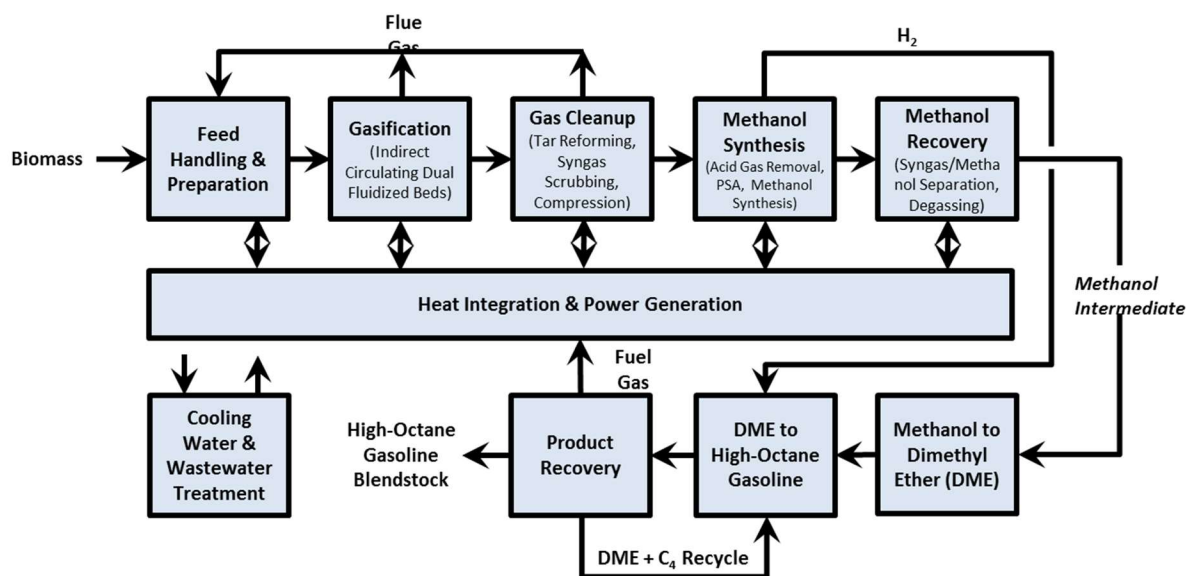 Flue
Gas
H₂
Biomass
Feed
Handling &
Preparation
Gasification
(Indirect
Circulating Dual
Fluidized Beds)
Gas Cleanup
(Tar Reforming,
Syngas
Scrubbing,
Compression)
Methanol
Synthesis
(Acid Gas Removal,
PSA, Methanol
Synthesis)
Methanol
Recovery
(Syngas/Metha
nol Separation,
Degassing)
Heat Integration & Power Generation
Methanol
Intermediate
Fuel
Gas
Cooling
Water &
Wastewater
Treatment
High-Octane
Gasoline
Blendstock
Product
Recovery
DME to
High-Octane
Gasoline
Methanol to
Dimethyl
Ether (DME)
DME + C₄ Recycle